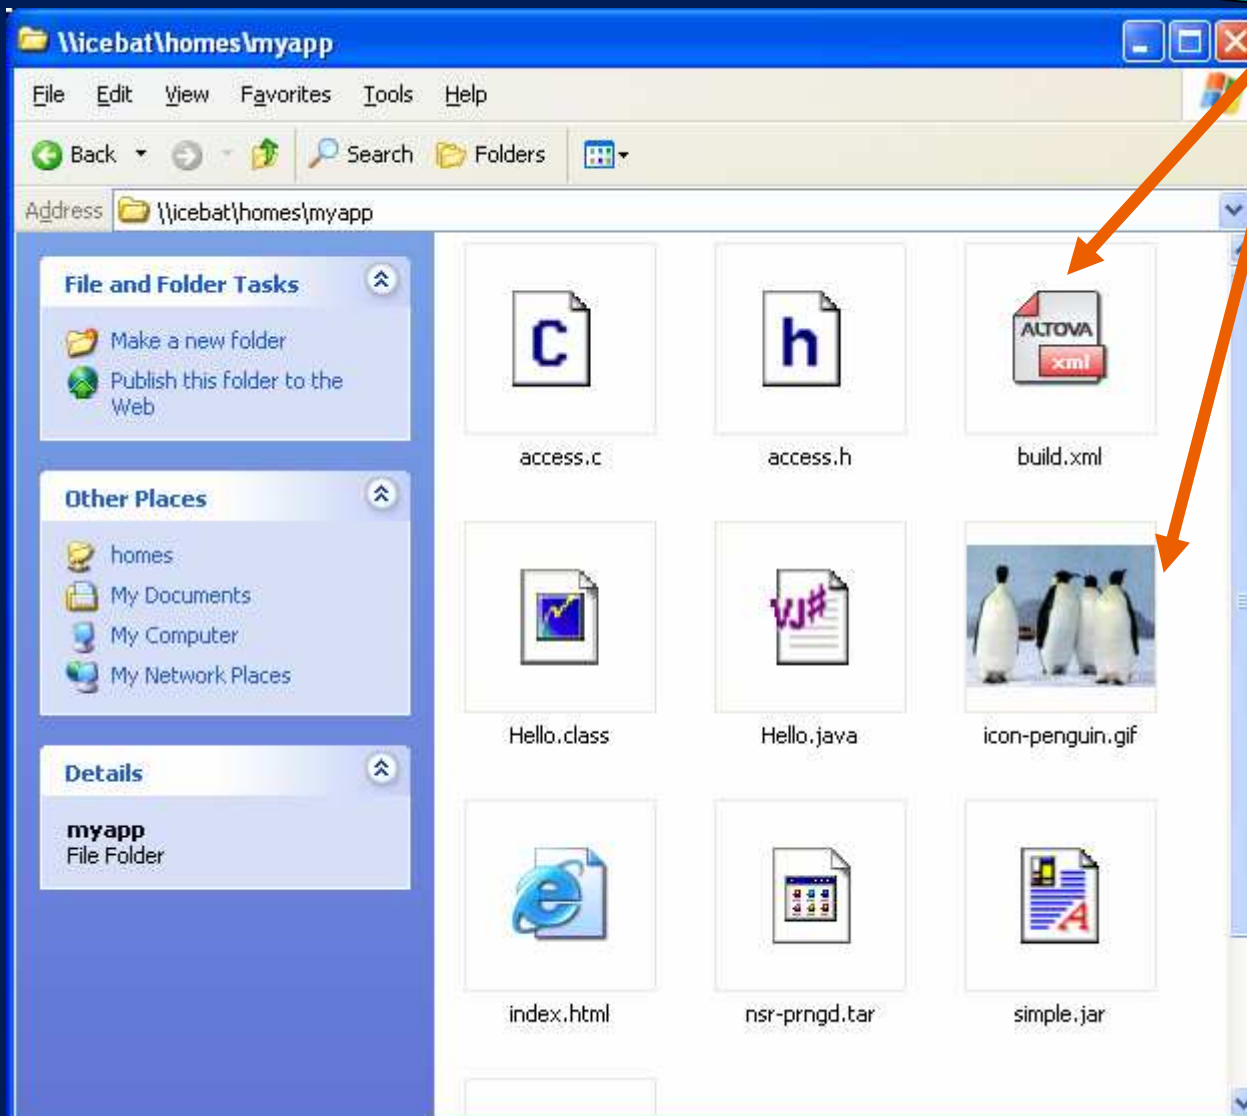 \\icebat\homes\myapp
File Edit View Favorites Tools Help
Back Search Folders
Address \\icebat\homes\myapp
File and Folder Tasks
Make a new folder
Publish this folder to the
Web
Other Places
homes
My Documents
My Computer
My Network Places
Details
myapp
File Folder
C
h
ALTOVA
xml
access.c access.h build.xml
VJ#
Hello.class Hello.java icon-penguin.gif
A
index.html nsr-prngd.tar simple.jar